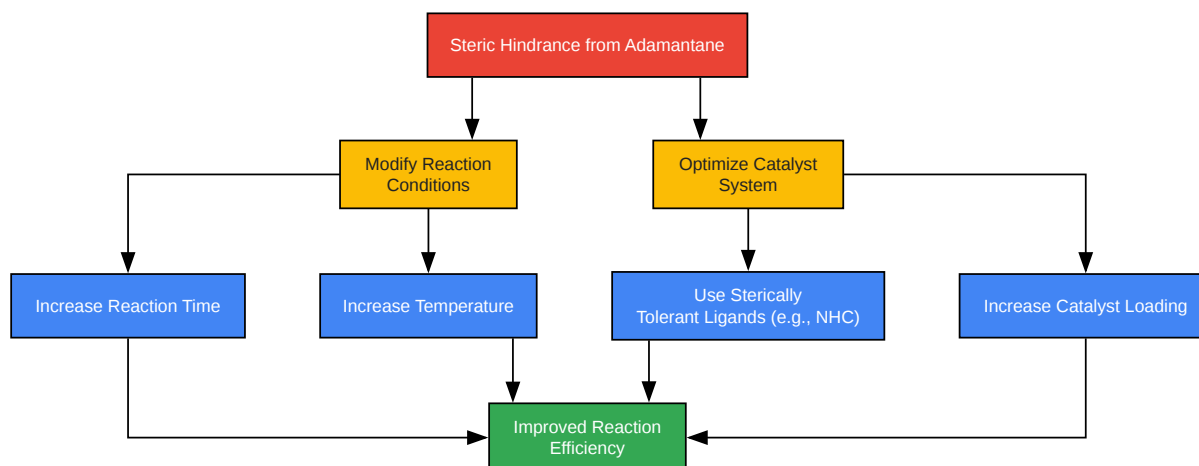 Steric Hindrance from Adamantane
Modify Reaction
Conditions
Optimize Catalyst
System
Increase Reaction Time
Increase Temperature
Use Sterically
Tolerant Ligands (e.g., NHC)
Increase Catalyst Loading
Improved Reaction
Efficiency